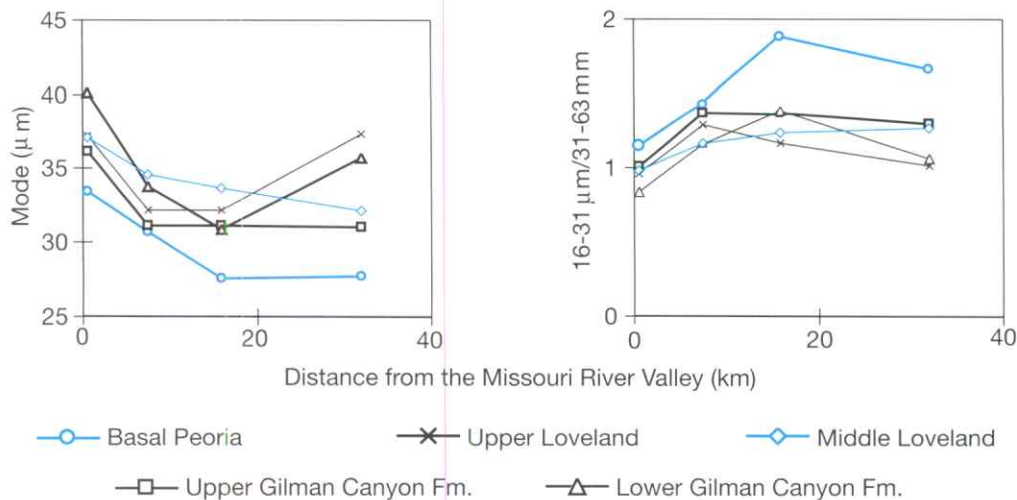 45
40
35
30
25
Mode (μ m)
0
20
40
2
1
0
16-31 μm/31-63mm
0
20
40
Distance from the Missouri River Valley (km)
Basal Peoria
Upper Loveland
Middle Loveland
Upper Gilman Canyon Fm.
Lower Gilman Canyon Fm.